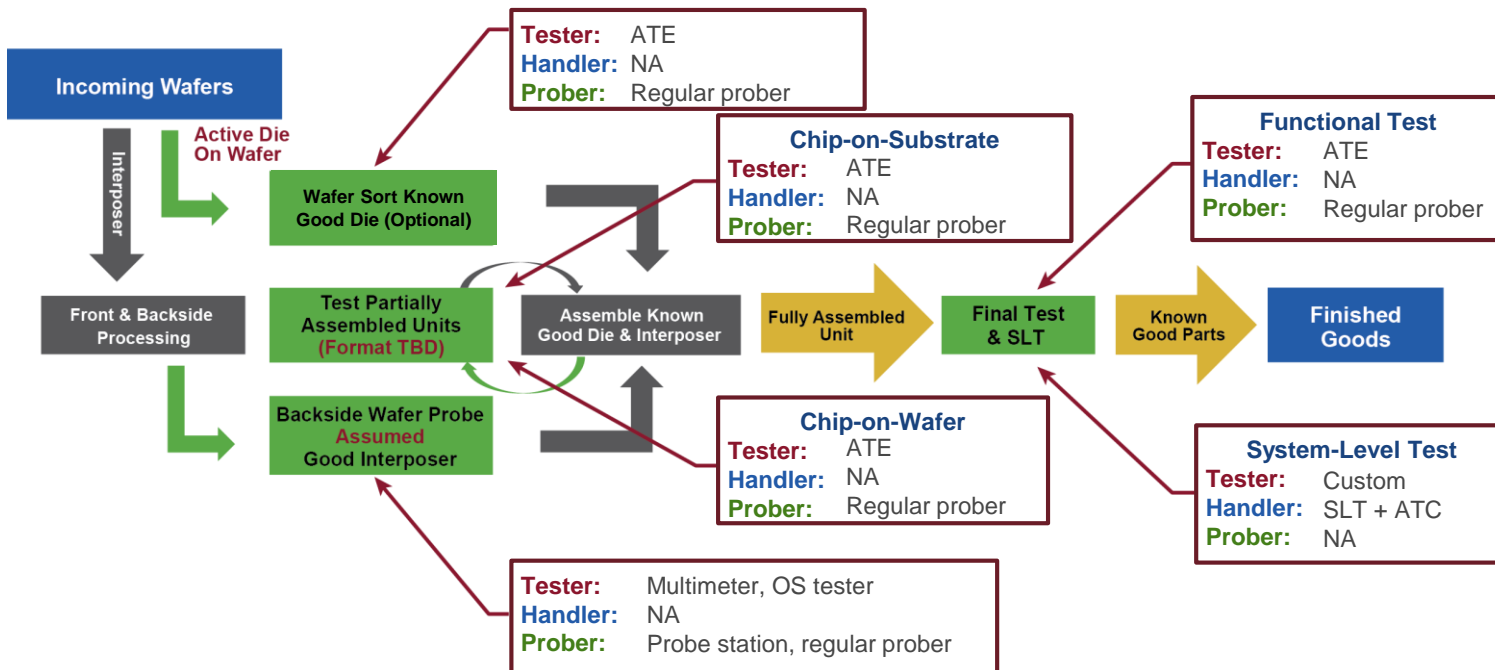 Incoming Wafers
Interposer
Active Die
On Wafer
Tester: ATE
Handler: NA
Prober: Regular prober
Wafer Sort Known
Good Die (Optional)
Chip-on-Substrate
Tester: ATE
Handler: NA
Prober: Regular prober
Functional Test
Tester: ATE
Handler: NA
Prober: Regular prober
Front & Backside
Processing
Test Partially
Assembled Units
(Format TBD)
Assemble Known
Good Die & Interposer
Fully Assembled
Unit
Final Test
& SLT
Known
Good Parts
Finished
Goods
Backside Wafer Probe
Assumed
Good Interposer
Chip-on-Wafer
Tester: ATE
Handler: NA
Prober: Regular prober
System-Level Test
Tester: Custom
Handler: SLT + ATC
Prober: NA
Tester: Multimeter, OS tester
Handler: NA
Prober: Probe station, regular prober